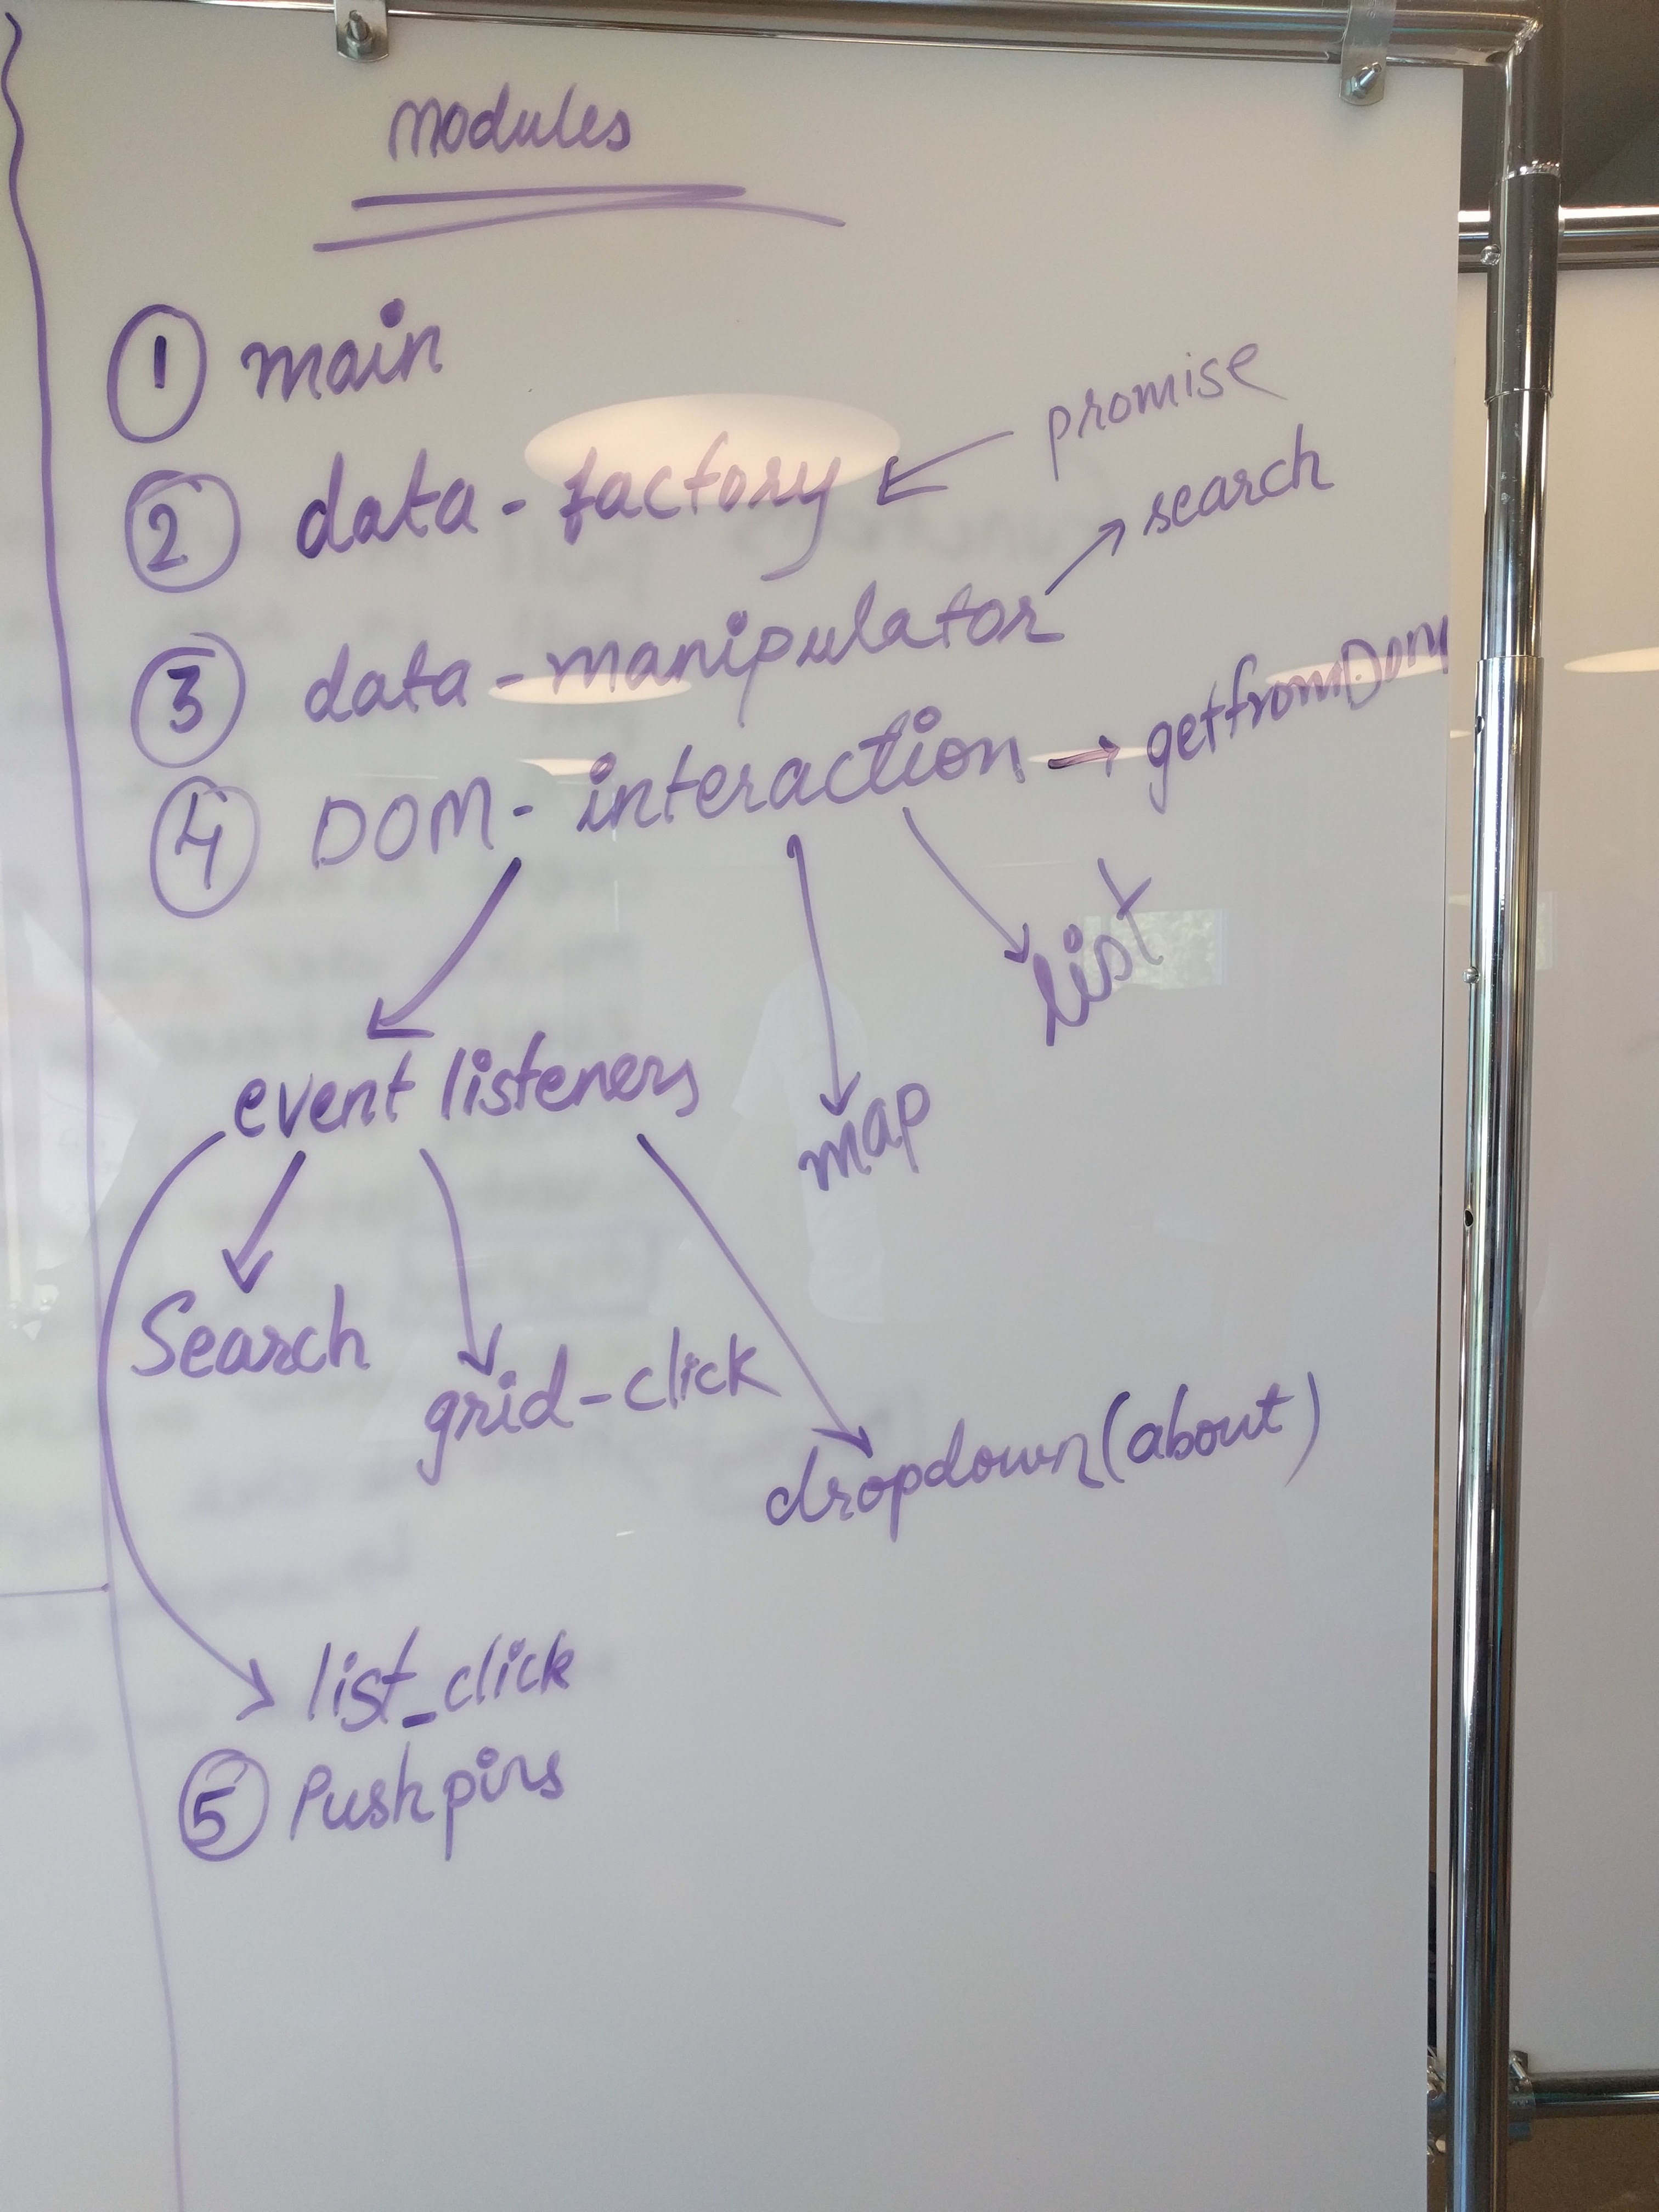 modules
1 main
promise
2 data-factory
search
3 data-manipulator
4 DOM-interaction → getfromDom
list
event listeners
map
Search
grid-click
dropdown(about)
list_click
5 Pushpins